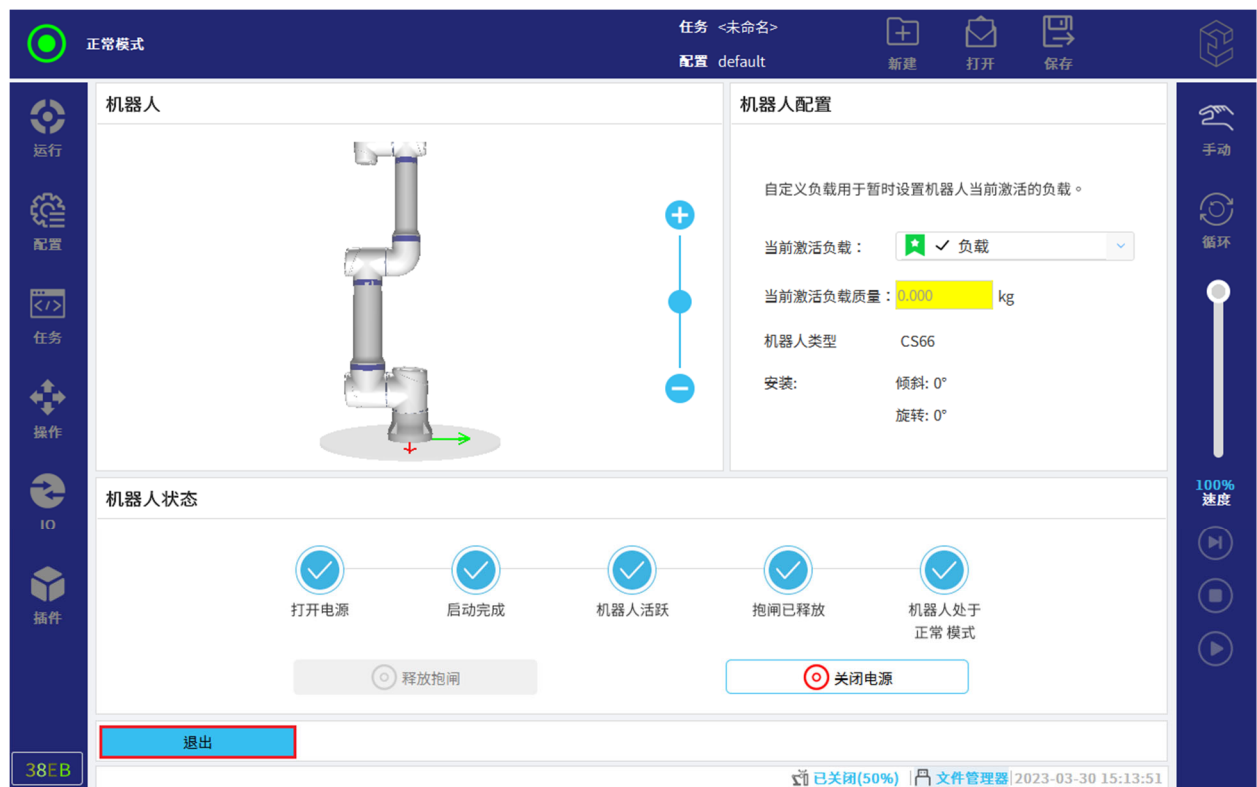 正常模式
任务 <未命名>
配置 default
新建
打开
保存
运行
配置
任务
操作
IO
插件
38EB
机器人
机器人配置
自定义负载用于暂时设置机器人当前激活的负载。
当前激活负载： 负载
当前激活负载质量：0.000 kg
机器人类型 CS66
安装: 倾斜: 0°
旋转: 0°
机器人状态
打开电源
启动完成
机器人活跃
抱闸已释放
机器人处于
正常 模式
释放抱闸
关闭电源
退出
已关闭(50%) | 文件管理器 | 2023-03-30 15:13:51
手动
循环
100%
速度